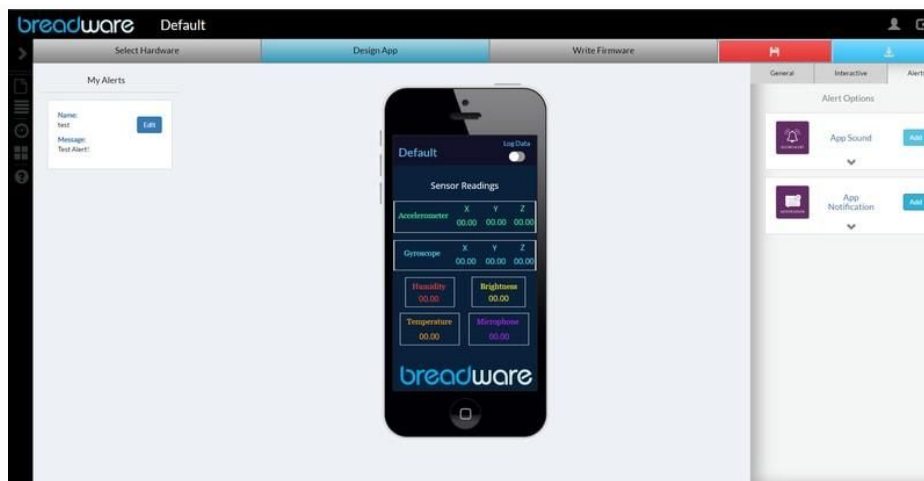 breadware Default
Select Hardware Design App Write Firmware
My Alerts
Name:
test
Edit
Message:
Test Alert!
Default
Log Data
Sensor Readings
Accelerometer
X Y Z
00.00 00.00 00.00
Gyroscope
X Y Z
00.00 00.00 00.00
Humidity
00.00
Brightness
00.00
Temperature
00.00
Microphone
00.00
breadware
General Interactive Alerts
Alert Options
App Sound
Add
App
Notification
Add